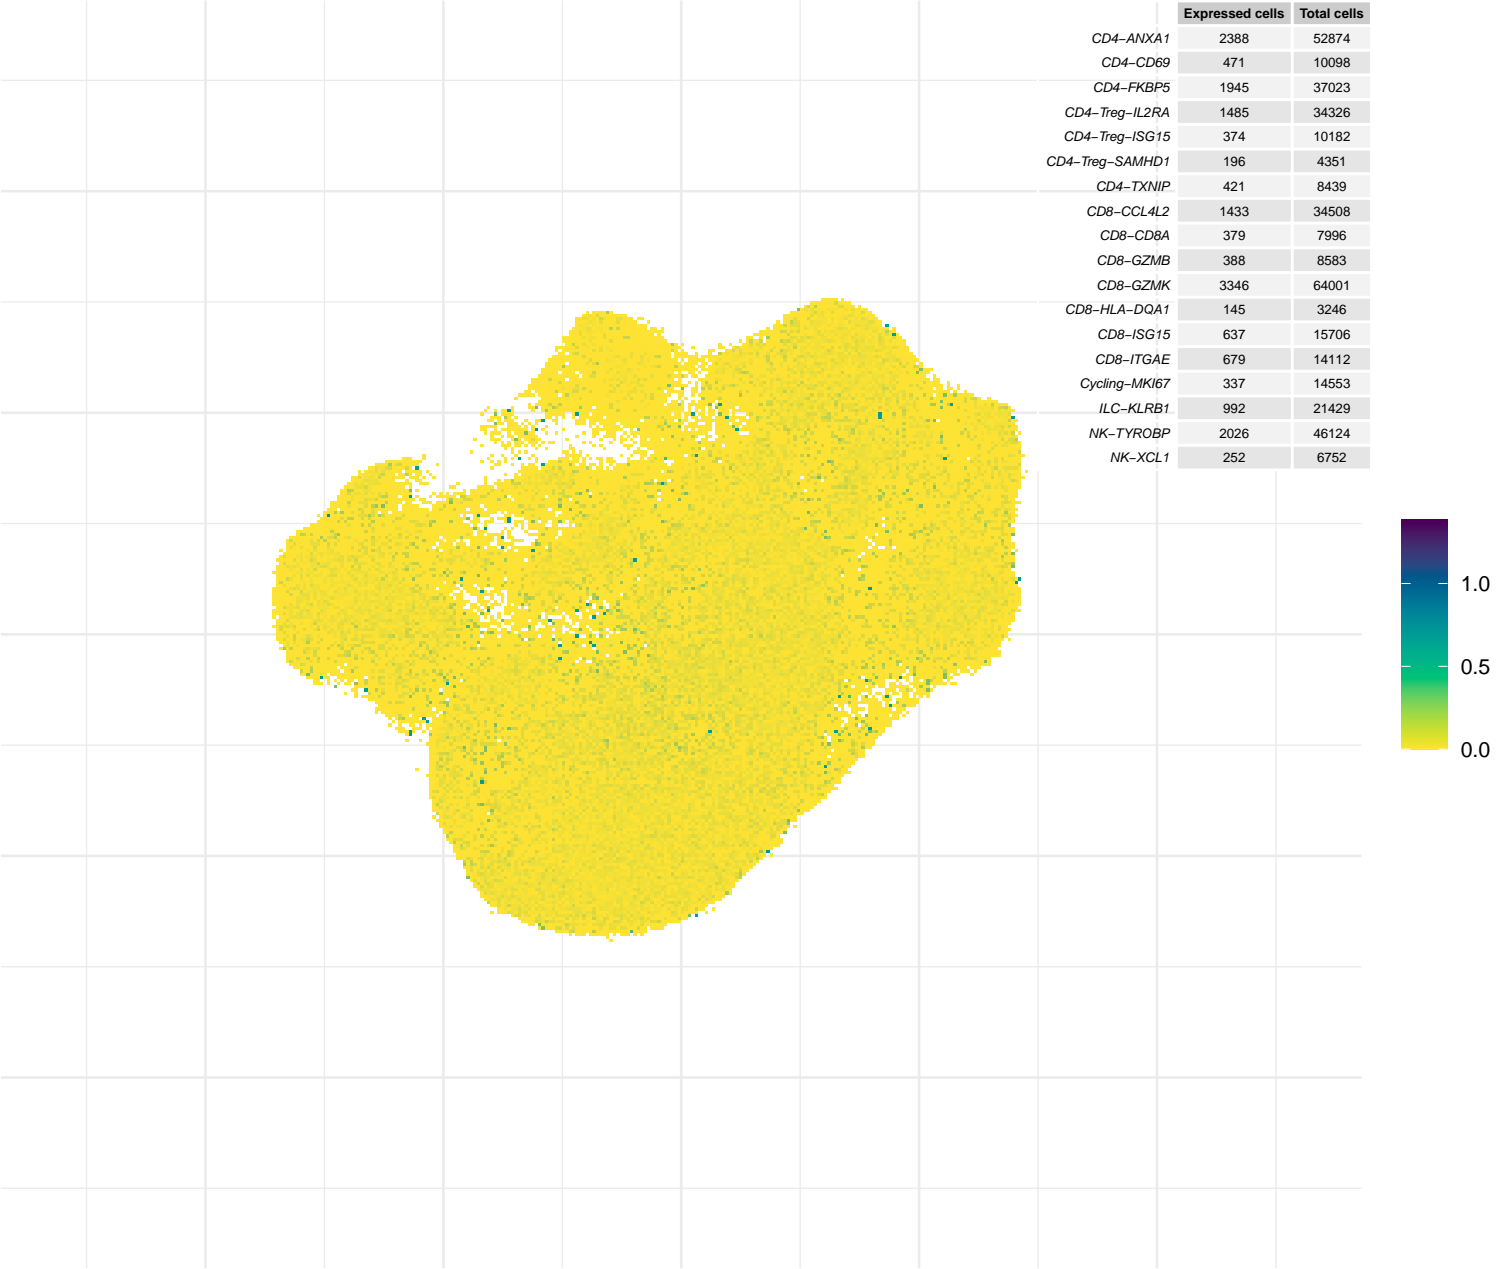 Expressed cells Total cells
CD4−ANXA1 2388 52874
CD4−CD69 471 10098
CD4−FKBP5 1945 37023
CD4−Treg−IL2RA 1485 34326
CD4−Treg−ISG15 374 10182
CD4−Treg−SAMHD1 196 4351
CD4−TXNIP 421 8439
CD8−CCL4L2 1433 34508
CD8−CD8A 379 7996
CD8−GZMB 388 8583
CD8−GZMK 3346 64001
CD8−HLA−DQA1 145 3246
CD8−ISG15 637 15706
CD8−ITGAE 679 14112
Cycling−MKI67 337 14553
ILC−KLRB1 992 21429
NK−TYROBP 2026 46124
NK−XCL1 252 6752
1.0
0.5
0.0